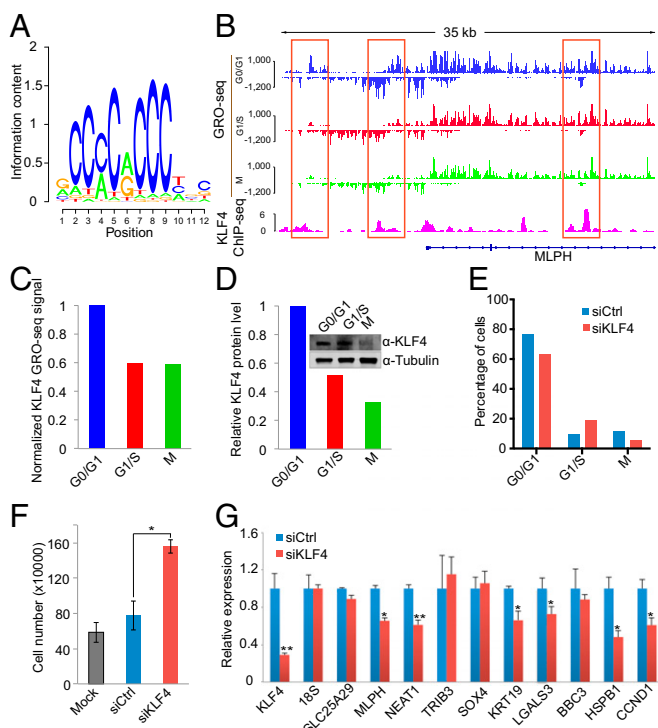 A
Information content
2
1.5
1
0.5
0
1 2 3 4 5 6 7 8 9 10 11 12
Position
B
35 kb
GRO-seq
G0/G1
1,000
-1,200
G1/S
1,000
-1,200
M
1,000
-1,200
KLF4
ChIP-seq
6
3
0
MLPH
C
Normalized KLF4 GRO-seq signal
1
0.8
0.6
0.4
0.2
0
G0/G1
G1/S
M
D
Relative KLF4 protein level
1
0.8
0.6
0.4
0.2
0
G0/G1
G1/S
M
α-KLF4
α-Tubulin
G0/G1
G1/S
M
E
siCtrl
siKLF4
Percentage of cells
100
80
60
40
20
0
G0/G1
G1/S
M
F
Cell number (x10000)
160
120
80
40
0
*
Mock
siCtrl
siKLF4
G
siCtrl
siKLF4
Relative expression
1.6
1.2
0.8
0.4
0
** * ** * * * *
KLF4
18S
SLC25A29
MLPH
NEAT1
TRIB3
SOX4
KRT19
LGALS3
BBC3
HSPB1
CCND1